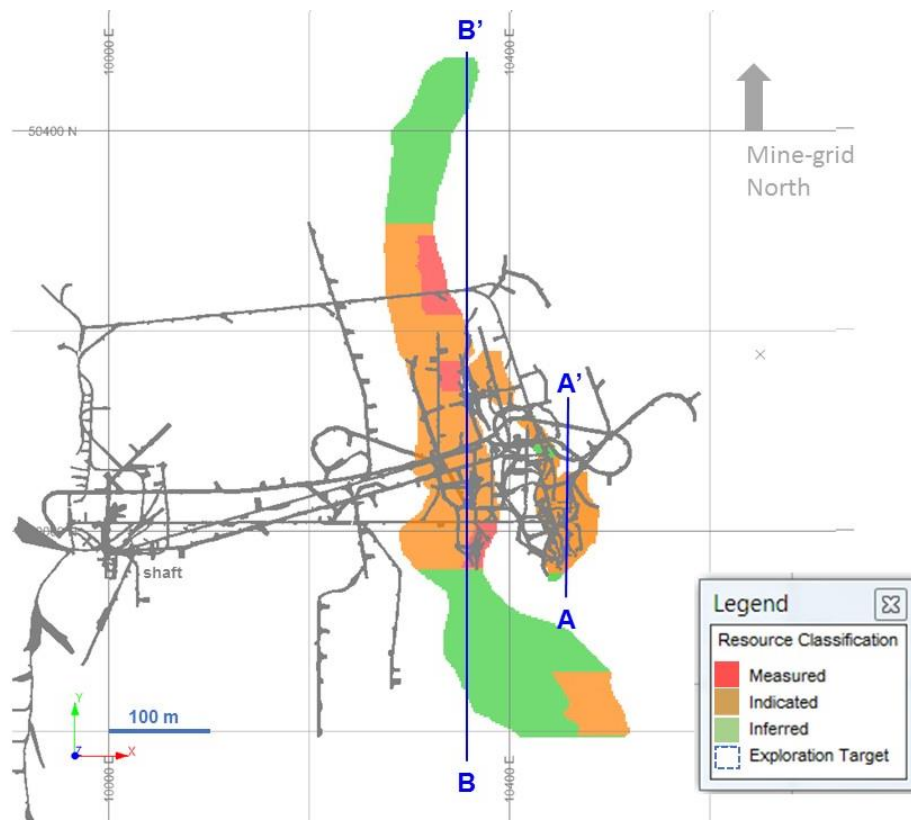 B’
10000 E
10400 E
50400 N
Mine-grid
North
A’
shaft
A
Legend
Resource Classification
Measured
Indicated
Inferred
Exploration Target
Y
Z
X
100 m
B
10000 E
10400 E